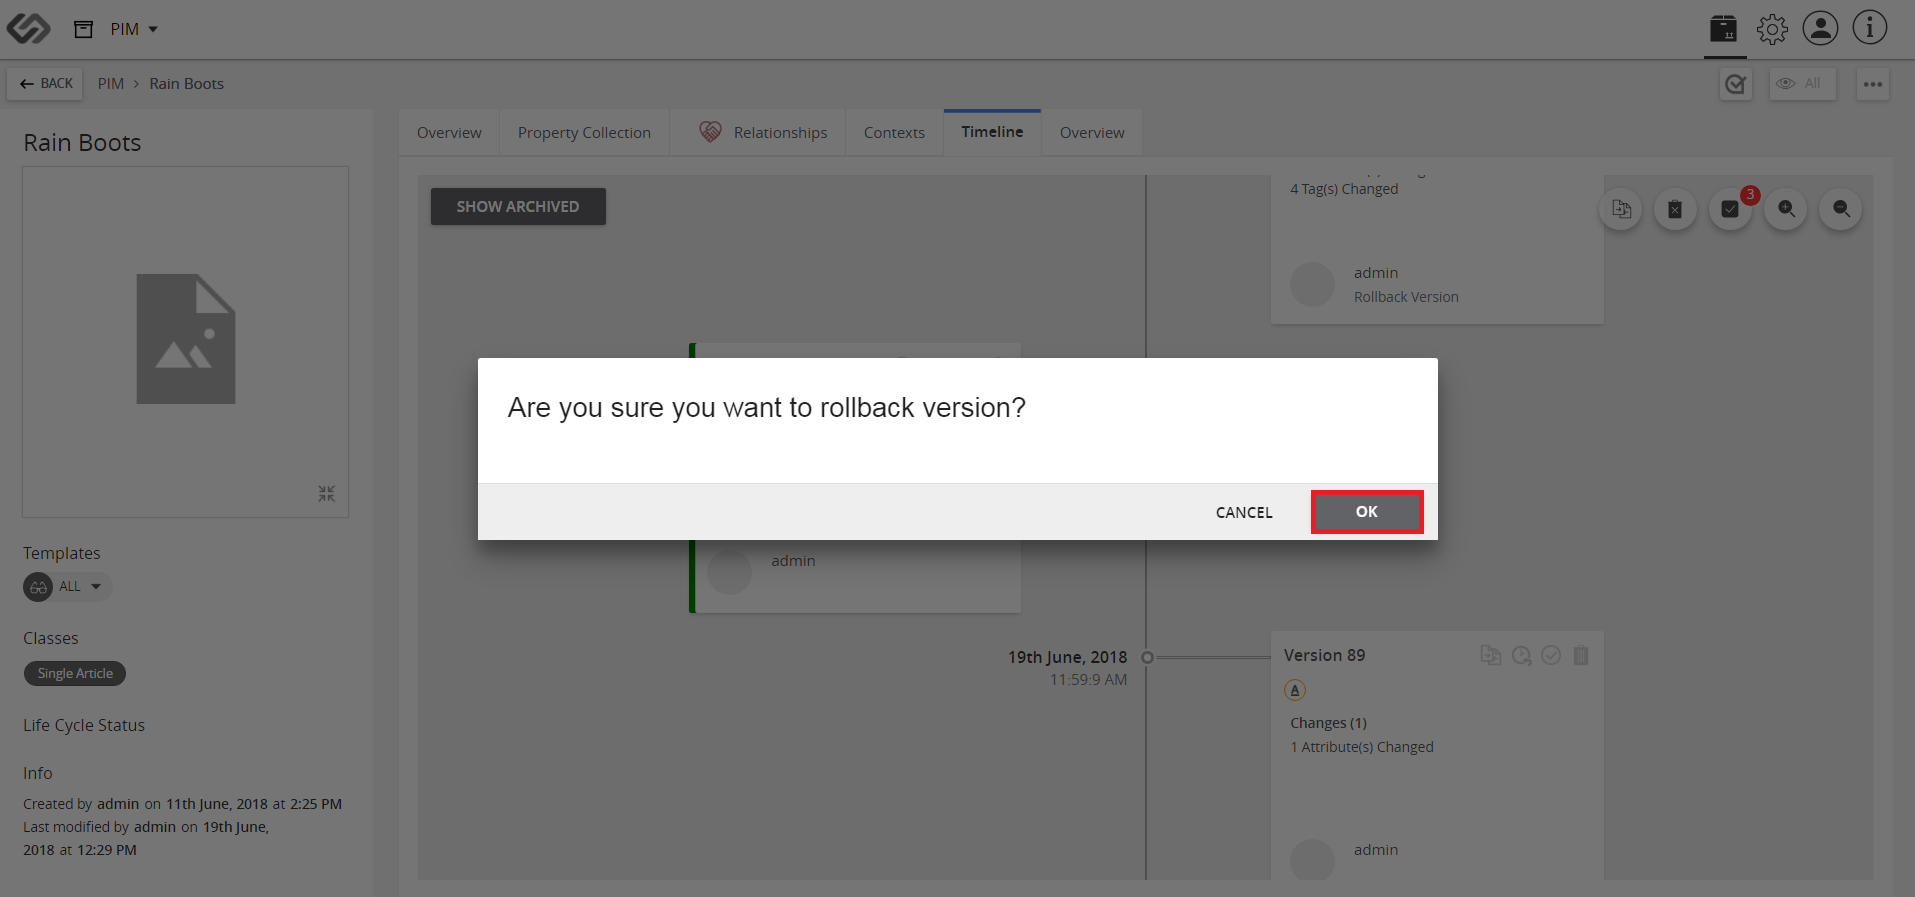 PIM
BACK
PIM > Rain Boots
All
Rain Boots
Templates
ALL
Classes
Single Article
Life Cycle Status
Info
Created by admin on 11th June, 2018 at 2:25 PM
Last modified by admin on 19th June,
2018 at 12:29 PM
Overview
Property Collection
Relationships
Contexts
Timeline
Overview
SHOW ARCHIVED
4 Tag(s) Changed
3
admin
Rollback Version
Are you sure you want to rollback version?
CANCEL
OK
admin
19th June, 2018
11:59:9 AM
Version 89
A
Changes (1)
1 Attribute(s) Changed
admin